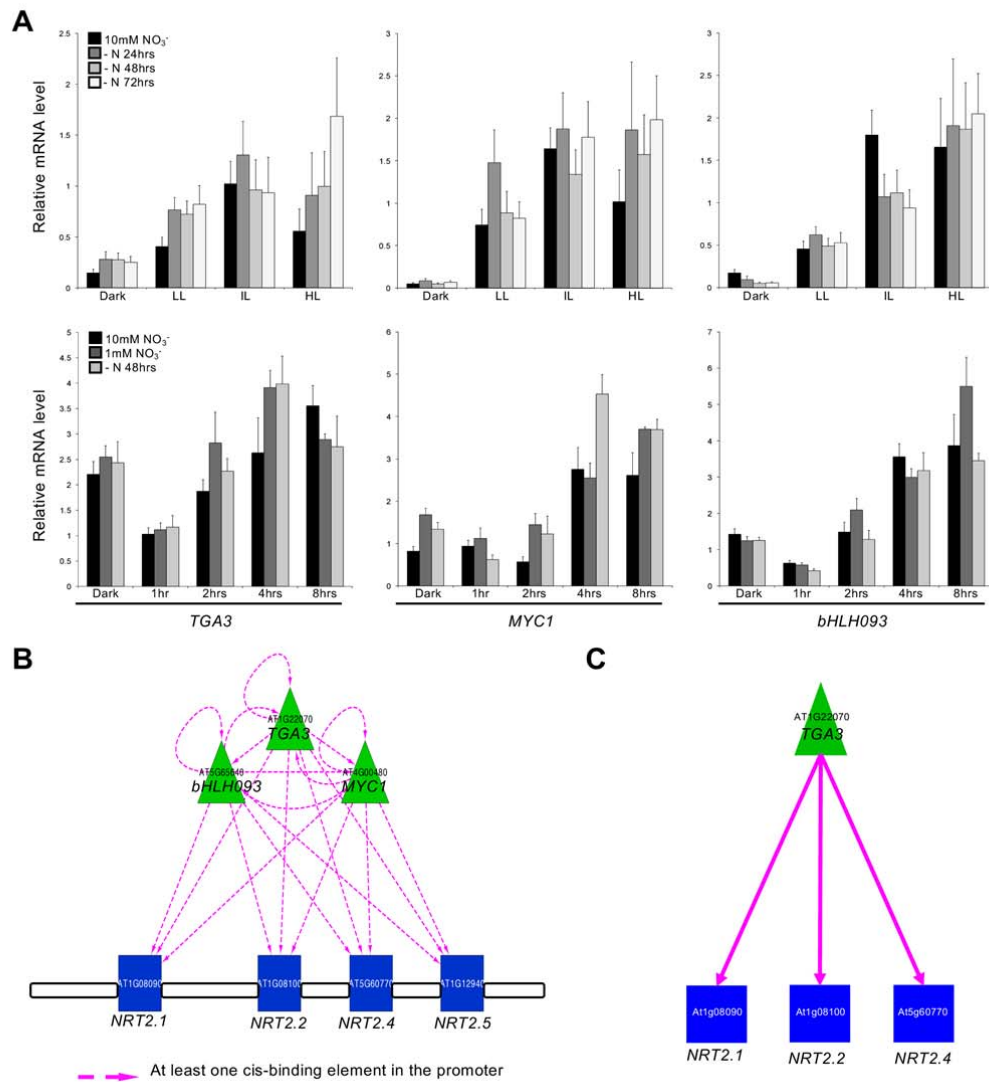 A
Relative mRNA level
10mM NO₃⁻
- N 24hrs
- N 48hrs
- N 72hrs
2.5
2
1.5
1
0.5
0
Dark LL IL HL
3
2.5
2
1.5
1
0.5
0
Dark LL IL HL
3
2.5
2
1.5
1
0.5
0
Dark LL IL HL
Relative mRNA level
10mM NO₃⁻
1mM NO₃⁻
- N 48hrs
5
4.5
4
3.5
3
2.5
2
1.5
1
0.5
0
Dark 1hr 2hrs 4hrs 8hrs
TGA3
6
5
4
3
2
1
0
Dark 1hr 2hrs 4hrs 8hrs
MYC1
7
6
5
4
3
2
1
0
Dark 1hr 2hrs 4hrs 8hrs
bHLH093
B
AT1G22070
TGA3
AT5G65640
bHLH093
AT4G00480
MYC1
AT1G08090
AT1G08100
AT5G60770
AT1G12940
NRT2.1
NRT2.2
NRT2.4
NRT2.5
At least one cis-binding element in the promoter
C
AT1G22070
TGA3
At1g08090
At1g08100
At5g60770
NRT2.1
NRT2.2
NRT2.4